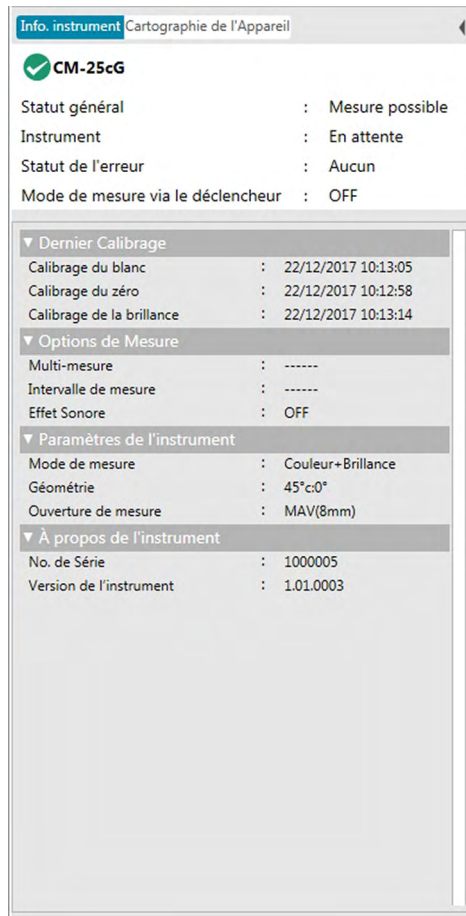 Info. instrument Cartographie de l'Appareil
CM-25cG
Statut général : Mesure possible
Instrument : En attente
Statut de l'erreur : Aucun
Mode de mesure via le déclencheur : OFF
▼ Dernier Calibrage
Calibrage du blanc : 22/12/2017 10:13:05
Calibrage du zéro : 22/12/2017 10:12:58
Calibrage de la brillance : 22/12/2017 10:13:14
▼ Options de Mesure
Multi-mesure : ------
Intervalle de mesure : ------
Effet Sonore : OFF
▼ Paramètres de l'instrument
Mode de mesure : Couleur+Brillance
Géométrie : 45°c:0°
Ouverture de mesure : MAV(8mm)
▼ À propos de l'instrument
No. de Série : 1000005
Version de l'instrument : 1.01.0003